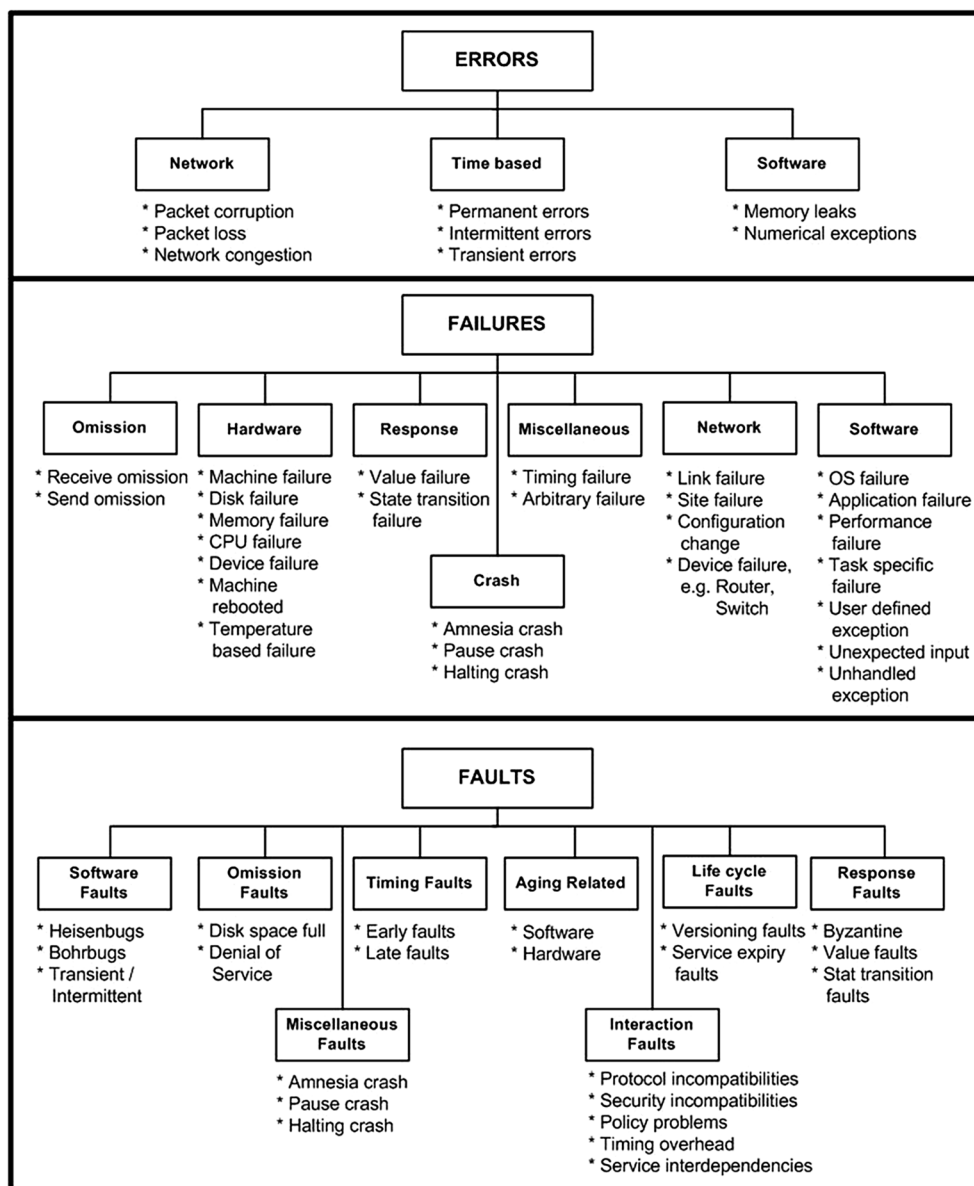 ERRORS
Network
* Packet corruption
* Packet loss
* Network congestion
Time based
* Permanent errors
* Intermittent errors
* Transient errors
Software
* Memory leaks
* Numerical exceptions
FAILURES
Omission
* Receive omission
* Send omission
Hardware
* Machine failure
* Disk failure
* Memory failure
* CPU failure
* Device failure
* Machine
rebooted
* Temperature
based failure
Response
* Value failure
* State transition
failure
Crash
* Amnesia crash
* Pause crash
* Halting crash
Miscellaneous
* Timing failure
* Arbitrary failure
Network
* Link failure
* Site failure
* Configuration
change
* Device failure,
e.g. Router,
Switch
Software
* OS failure
* Application failure
* Performance
failure
* Task specific
failure
* User defined
exception
* Unexpected input
* Unhandled
exception
FAULTS
Software
Faults
* Heisenbugs
* Bohrbugs
* Transient /
Intermittent
Omission
Faults
* Disk space full
* Denial of
Service
Miscellaneous
Faults
* Amnesia crash
* Pause crash
* Halting crash
Timing Faults
* Early faults
* Late faults
Aging Related
* Software
* Hardware
Interaction
Faults
* Protocol incompatibilities
* Security incompatibilities
* Policy problems
* Timing overhead
* Service interdependencies
Life cycle
Faults
* Versioning faults
* Service expiry
faults
Response
Faults
* Byzantine
* Value faults
* Stat transition
faults